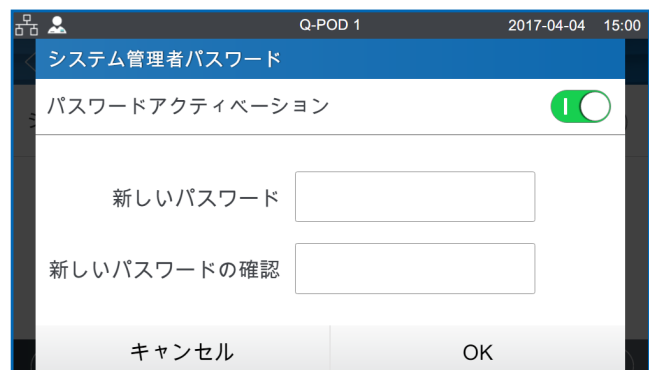 Q-POD 1 2017-04-04 15:00
システム管理者パスワード
パスワードアクティベーション
新しいパスワード
新しいパスワードの確認
キャンセル OK